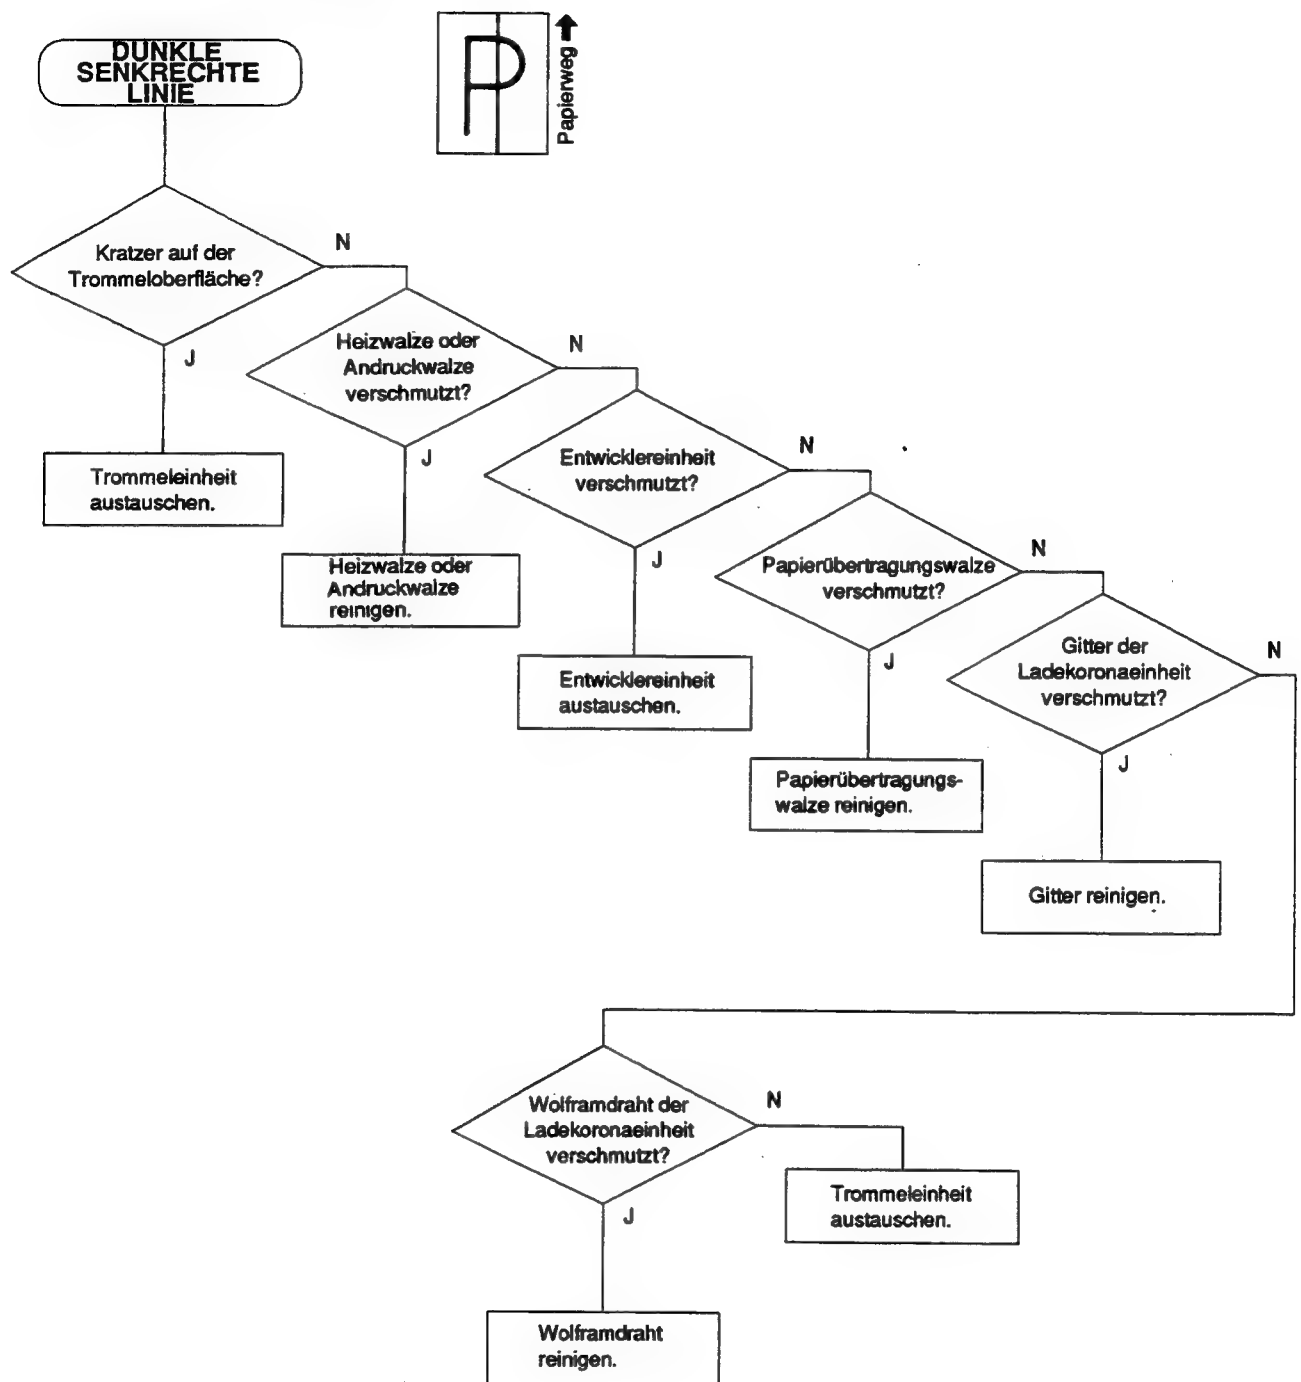 DUNKLE
SENKRECHTE
LINIE
P
Papierweg
Kratzer auf der
Trommeloberfläche?
N
J
Trommeleinheit
austauschen.
Heizwalze oder
Andruckwalze
verschmutzt?
N
J
Heizwalze oder
Andruckwalze
reinigen.
Entwicklereinheit
verschmutzt?
N
J
Entwicklereinheit
austauschen.
Papierübertragungswalze
verschmutzt?
N
J
Papierübertragungs-
walze reinigen.
Gitter der
Ladekoronaeinheit
verschmutzt?
N
J
Gitter reinigen.
Wolframdraht der
Ladekoronaeinheit
verschmutzt?
N
J
Trommeleinheit
austauschen.
Wolframdraht
reinigen.